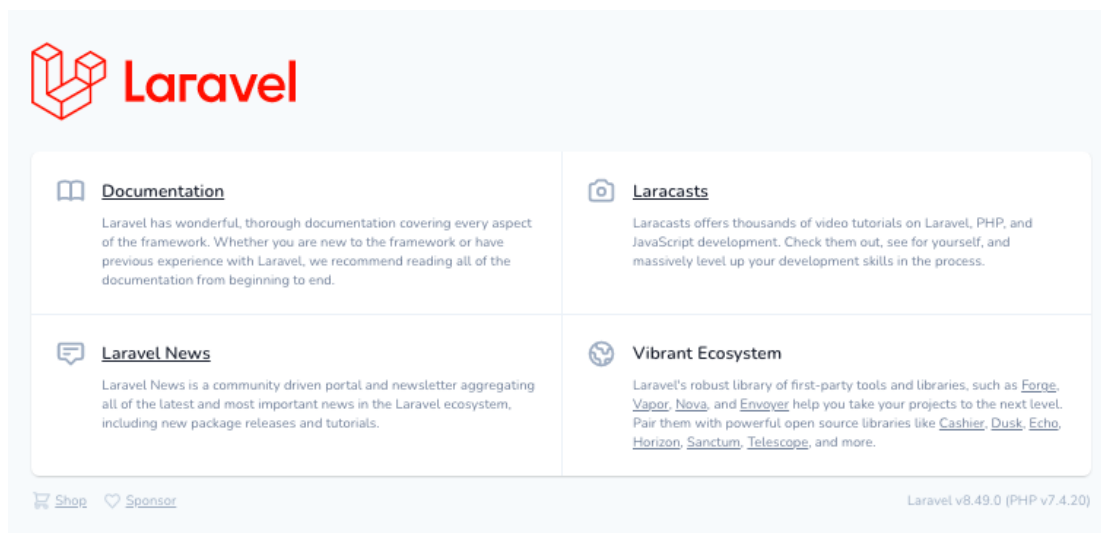 Laravel
Documentation
Laravel has wonderful, thorough documentation covering every aspect
of the framework. Whether you are new to the framework or have
previous experience with Laravel, we recommend reading all of the
documentation from beginning to end.
Laracasts
Laracasts offers thousands of video tutorials on Laravel, PHP, and
JavaScript development. Check them out, see for yourself, and
massively level up your development skills in the process.
Laravel News
Laravel News is a community driven portal and newsletter aggregating
all of the latest and most important news in the Laravel ecosystem,
including new package releases and tutorials.
Vibrant Ecosystem
Laravel's robust library of first-party tools and libraries, such as Forge,
Vapor, Nova, and Envoyer help you take your projects to the next level.
Pair them with powerful open source libraries like Cashier, Dusk, Echo,
Horizon, Sanctum, Telescope, and more.
Shop Sponsor
Laravel v8.49.0 (PHP v7.4.20)